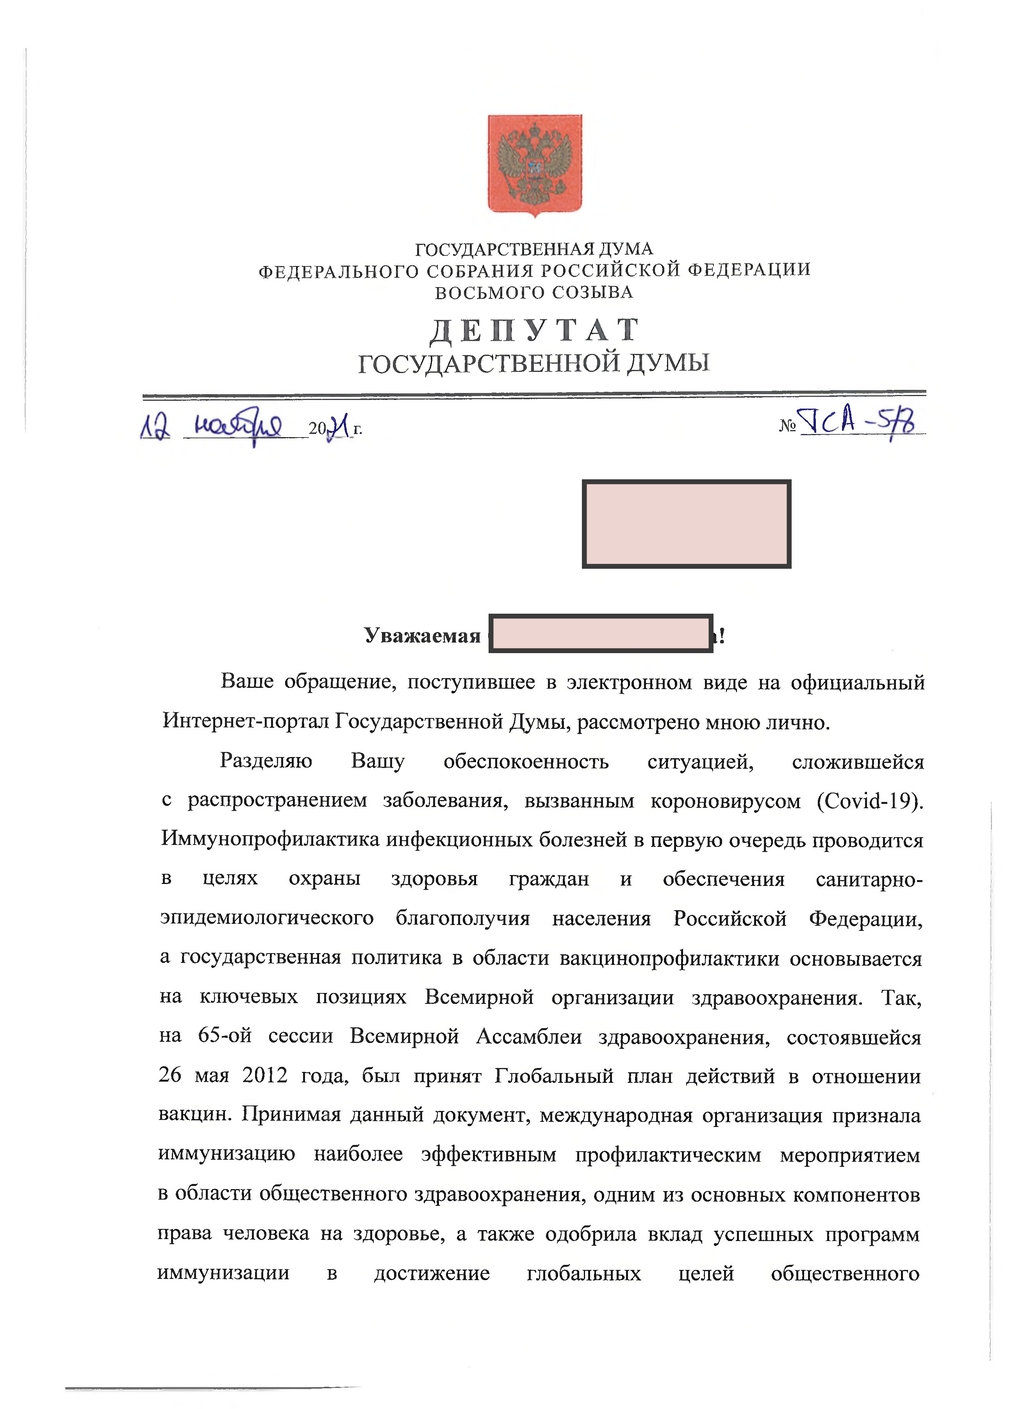 ГОСУДАРСТВЕННАЯ ДУМА
ФЕДЕРАЛЬНОГО СОБРАНИЯ РОССИЙСКОЙ ФЕДЕРАЦИИ
ВОСЬМОГО СОЗЫВА
ДЕПУТАТ
ГОСУДАРСТВЕННОЙ ДУМЫ
12 ноября 2021 г. № ТСА-5/8
Уважаемая !
Ваше обращение, поступившее в электронном виде на официальный
Интернет-портал Государственной Думы, рассмотрено мною лично.
Разделяю Вашу обеспокоенность ситуацией, сложившейся
с распространением заболевания, вызванным короновирусом (Covid-19).
Иммунопрофилактика инфекционных болезней в первую очередь проводится
в целях охраны здоровья граждан и обеспечения санитарно-
эпидемиологического благополучия населения Российской Федерации,
а государственная политика в области вакцинопрофилактики основывается
на ключевых позициях Всемирной организации здравоохранения. Так,
на 65-ой сессии Всемирной Ассамблеи здравоохранения, состоявшейся
26 мая 2012 года, был принят Глобальный план действий в отношении
вакцин. Принимая данный документ, международная организация признала
иммунизацию наиболее эффективным профилактическим мероприятием
в области общественного здравоохранения, одним из основных компонентов
права человека на здоровье, а также одобрила вклад успешных программ
иммунизации в достижение глобальных целей общественного